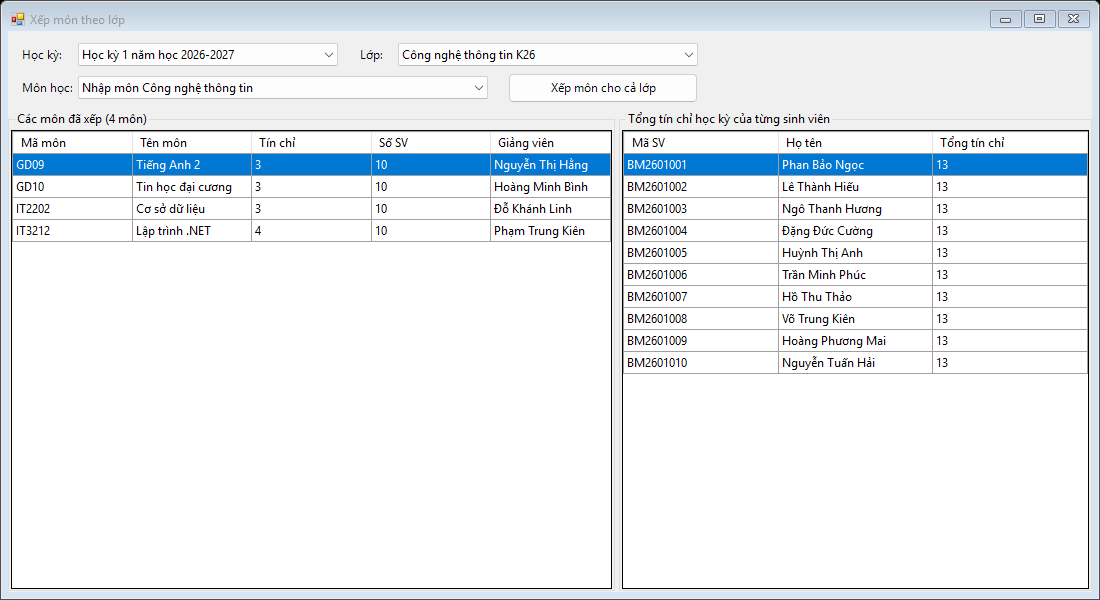 Xếp môn theo lớp
Học kỳ: Học kỳ 1 năm học 2026-2027 Lớp: Công nghệ thông tin K26
Môn học: Nhập môn Công nghệ thông tin Xếp môn cho cả lớp
Các môn đã xếp (4 môn)
Mã môn Tên môn Tín chỉ Số SV Giảng viên
GD09 Tiếng Anh 2 3 10 Nguyễn Thị Hằng
GD10 Tin học đại cương 3 10 Hoàng Minh Bình
IT2202 Cơ sở dữ liệu 3 10 Đỗ Khánh Linh
IT3212 Lập trình .NET 4 10 Phạm Trung Kiên
Tổng tín chỉ học kỳ của từng sinh viên
Mã SV Họ tên Tổng tín chỉ
BM2601001 Phan Bảo Ngọc 13
BM2601002 Lê Thành Hiếu 13
BM2601003 Ngô Thanh Hương 13
BM2601004 Đặng Đức Cường 13
BM2601005 Huỳnh Thị Anh 13
BM2601006 Trần Minh Phúc 13
BM2601007 Hồ Thu Thảo 13
BM2601008 Võ Trung Kiên 13
BM2601009 Hoàng Phương Mai 13
BM2601010 Nguyễn Tuấn Hải 13